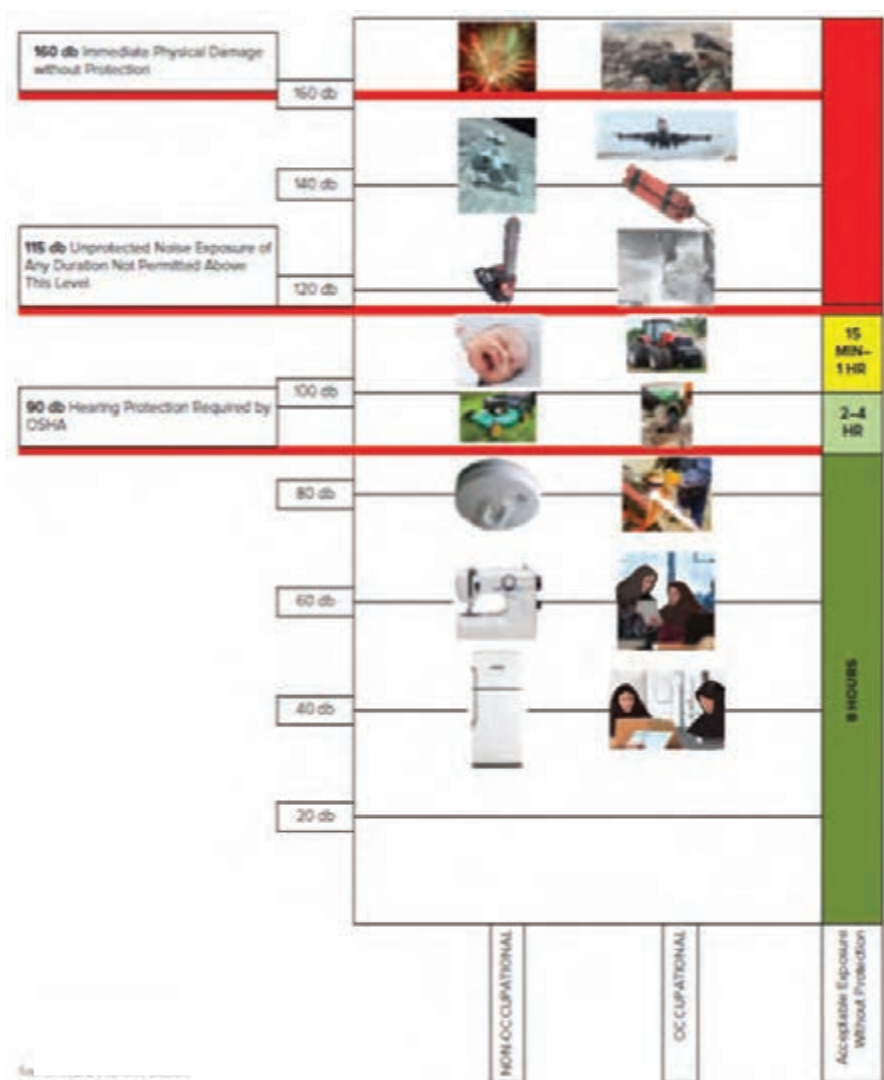 160 db Immediate Physical Damage
without Protection
160 db
140 db
115 db Unprotected Noise Exposure of
Any Duration Not Permitted Above
This Level
120 db
15
MIN–
1 HR
100 db
90 db Hearing Protection Required by
OSHA
2–4
HR
80 db
60 db
40 db
8 HOURS
20 db
NON-OCCUPATIONAL
OCCUPATIONAL
Acceptable Exposure
Without Protection